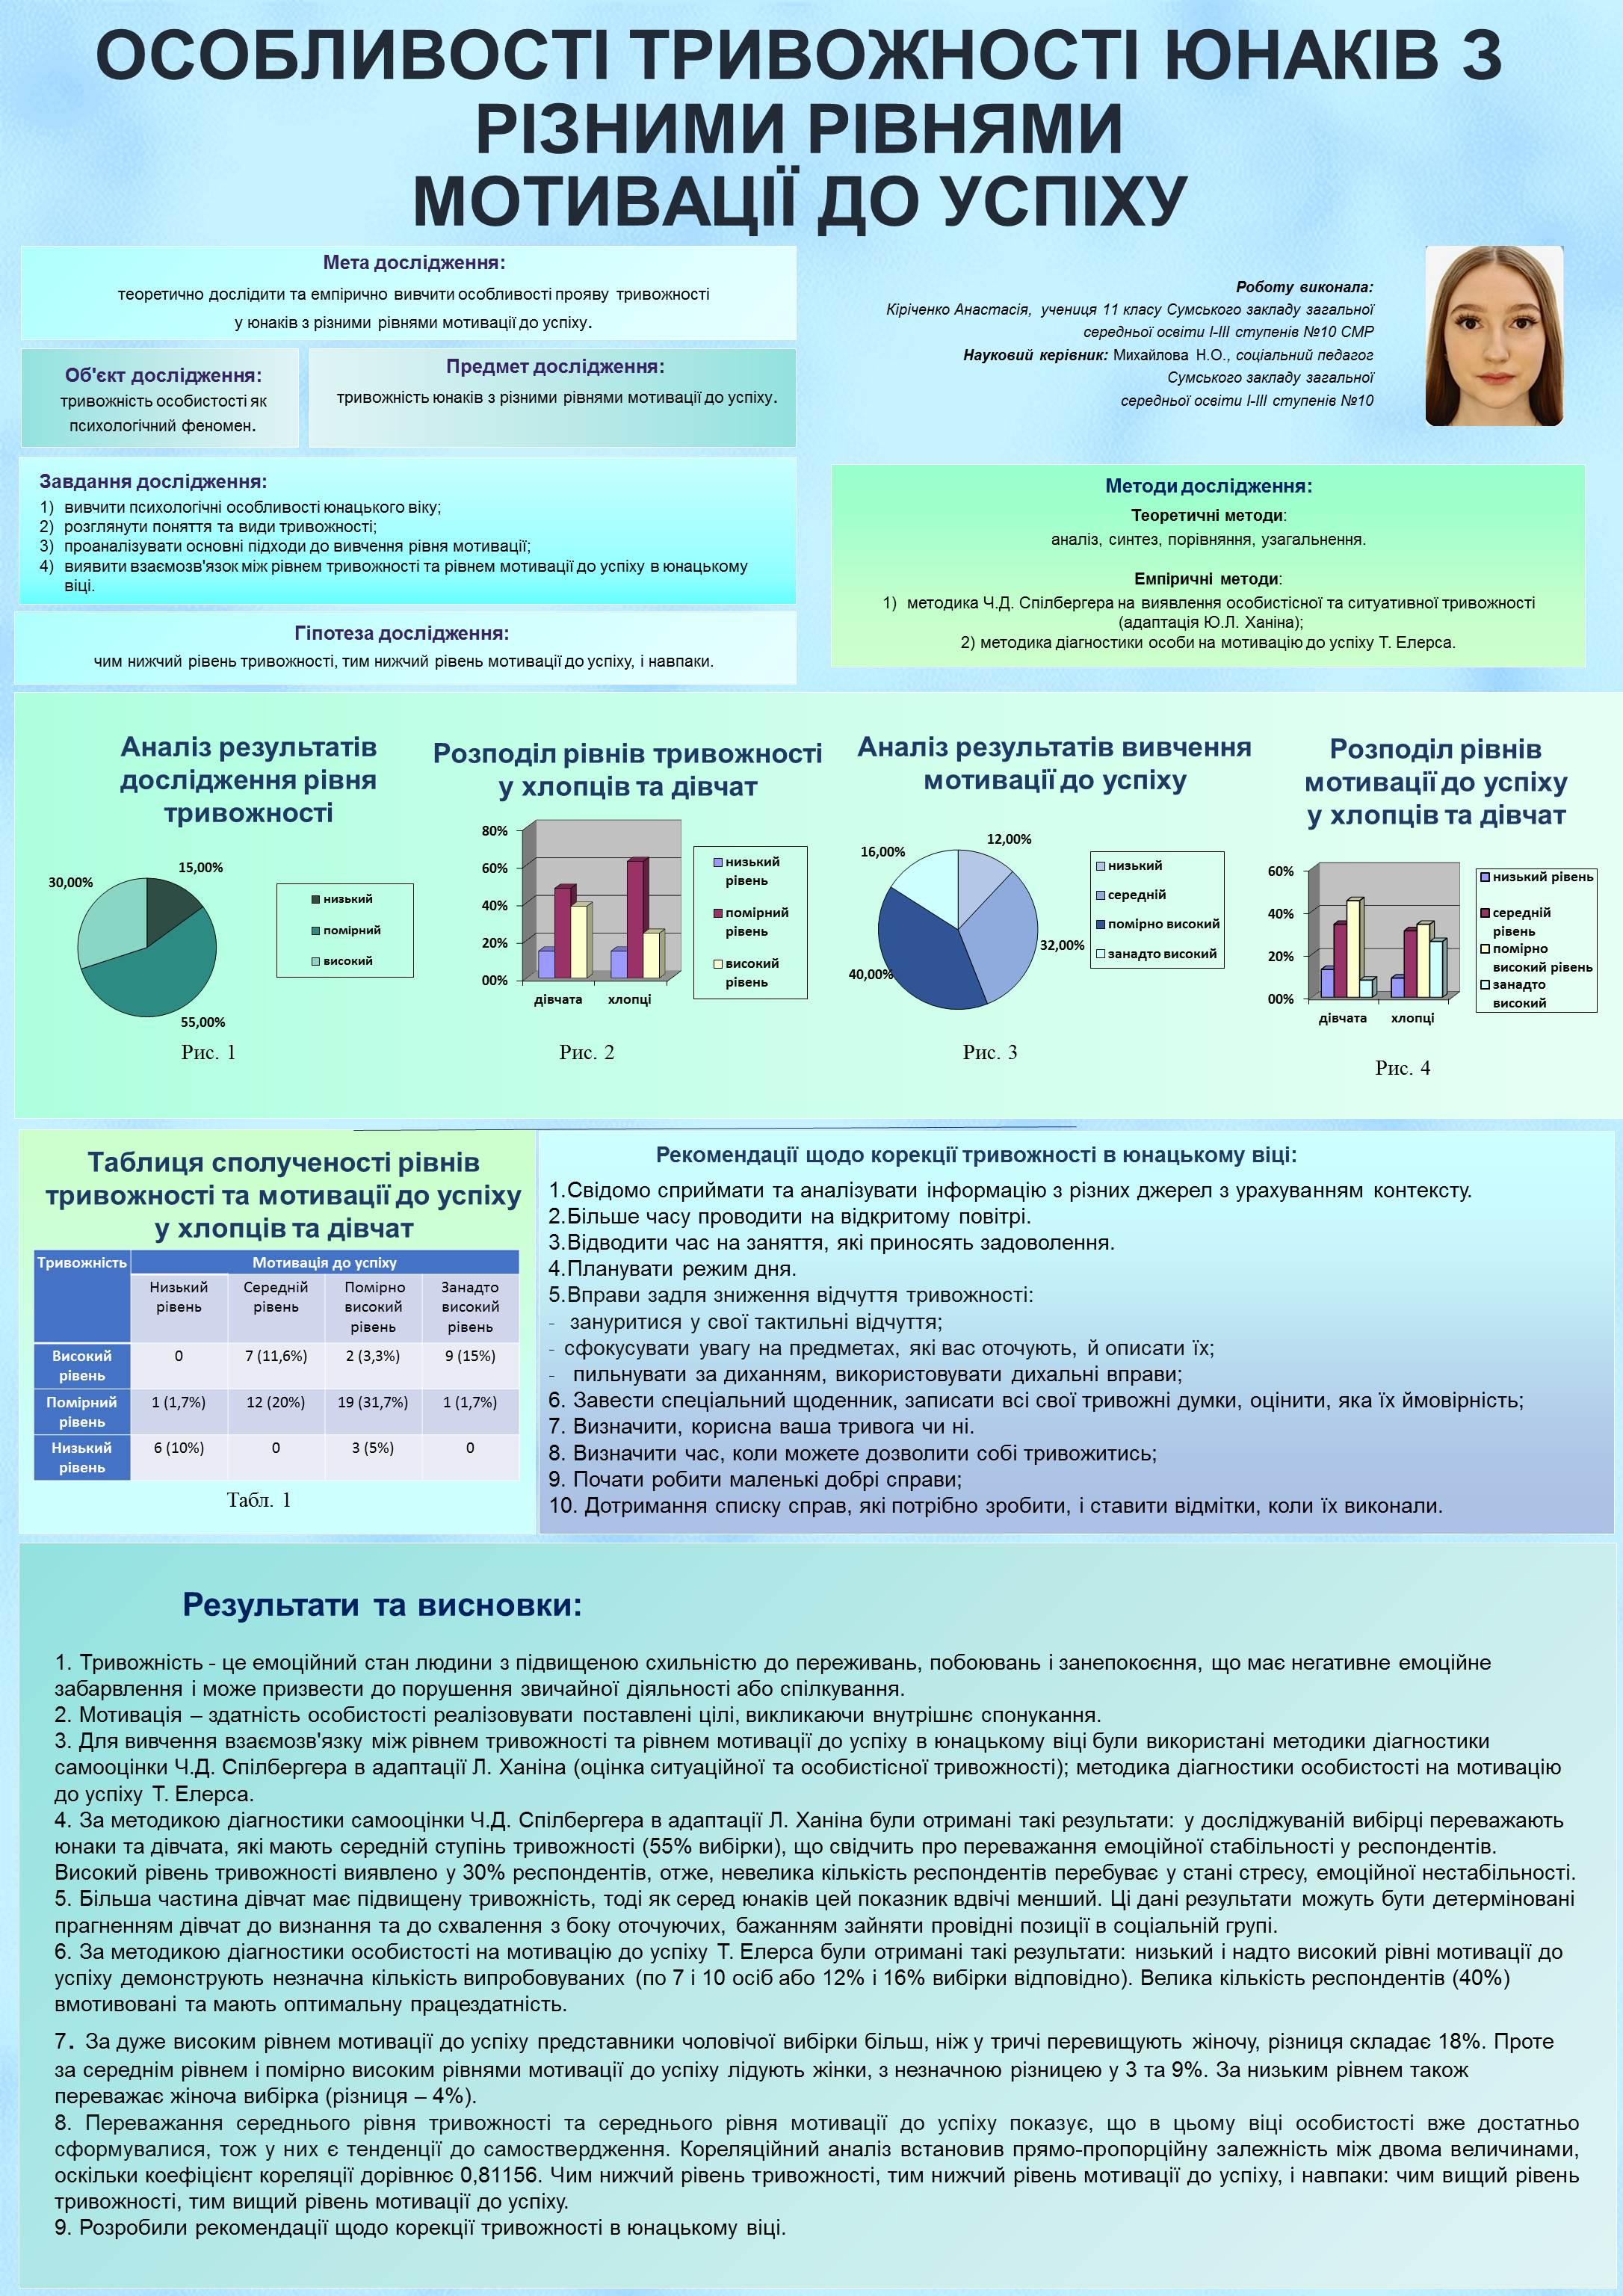 ОСОБЛИВОСТІ ТРИВОЖНОСТІ ЮНАКІВ З
РІЗНИМИ РІВНЯМИ
МОТИВАЦІЇ ДО УСПІХУ
Мета дослідження:
теоретично дослідити та емпірично вивчити особливості прояву тривожності
у юнаків з різними рівнями мотивації до успіху.
Об'єкт дослідження:
тривожність особистості як
психологічний феномен.
Предмет дослідження:
тривожність юнаків з різними рівнями мотивації до успіху.
Роботу виконала:
Кіріченко Анастасія, учениця 11 класу Сумського закладу загальної
середньої освіти І-ІІІ ступенів №10 СМР
Науковий керівник: Михайлова Н.О., соціальний педагог
Сумського закладу загальної
середньої освіти І-ІІІ ступенів №10
Завдання дослідження:
1) вивчити психологічні особливості юнацького віку;
2) розглянути поняття та види тривожності;
3) проаналізувати основні підходи до вивчення рівня мотивації;
4) виявити взаємозв'язок між рівнем тривожності та рівнем мотивації до успіху в юнацькому
віці.
Гіпотеза дослідження:
чим нижчий рівень тривожності, тим нижчий рівень мотивації до успіху, і навпаки.
Методи дослідження:
Теоретичні методи:
аналіз, синтез, порівняння, узагальнення.
Емпіричні методи:
1) методика Ч.Д. Спілбергера на виявлення особистісної та ситуативної тривожності
(адаптація Ю.Л. Ханіна);
2) методика діагностики особи на мотивацію до успіху Т. Елерса.
Аналіз результатів
дослідження рівня
тривожності
15,00%
30,00%
55,00%
низький
помірний
високий
Рис. 1
Розподіл рівнів тривожності
у хлопців та дівчат
80%
60%
40%
20%
00%
дівчата хлопці
низький
рівень
помірний
рівень
високий
рівень
Рис. 2
Аналіз результатів вивчення
мотивації до успіху
12,00%
16,00%
32,00%
40,00%
низький
середній
помірно високий
занадто високий
Рис. 3
Розподіл рівнів
мотивації до успіху
у хлопців та дівчат
60%
40%
20%
00%
дівчата хлопці
низький рівень
середній
рівень
помірно
високий рівень
занадто
високий
Рис. 4
Таблиця сполученості рівнів
тривожності та мотивації до успіху
у хлопців та дівчат
Тривожність Мотивація до успіху
Низький Середній Помірно Занадто
рівень рівень високий високий
рівень рівень
Високий 0 7 (11,6%) 2 (3,3%) 9 (15%)
рівень
Помірний 1 (1,7%) 12 (20%) 19 (31,7%) 1 (1,7%)
рівень
Низький 6 (10%) 0 3 (5%) 0
рівень
Табл. 1
Рекомендації щодо корекції тривожності в юнацькому віці:
1.Свідомо сприймати та аналізувати інформацію з різних джерел з урахуванням контексту.
2.Більше часу проводити на відкритому повітрі.
3.Відводити час на заняття, які приносять задоволення.
4.Планувати режим дня.
5.Вправи задля зниження відчуття тривожності:
- зануритися у свої тактильні відчуття;
- сфокусувати увагу на предметах, які вас оточують, й описати їх;
- пильнувати за диханням, використовувати дихальні вправи;
6. Завести спеціальний щоденник, записати всі свої тривожні думки, оцінити, яка їх ймовірність;
7. Визначити, корисна ваша тривога чи ні.
8. Визначити час, коли можете дозволити собі тривожитись;
9. Почати робити маленькі добрі справи;
10. Дотримання списку справ, які потрібно зробити, і ставити відмітки, коли їх виконали.
Результати та висновки:
1. Тривожність - це емоційний стан людини з підвищеною схильністю до переживань, побоювань і занепокоєння, що має негативне емоційне
забарвлення і може призвести до порушення звичайної діяльності або спілкування.
2. Мотивація – здатність особистості реалізовувати поставлені цілі, викликаючи внутрішнє спонукання.
3. Для вивчення взаємозв'язку між рівнем тривожності та рівнем мотивації до успіху в юнацькому віці були використані методики діагностики
самооцінки Ч.Д. Спілбергера в адаптації Л. Ханіна (оцінка ситуаційної та особистісної тривожності); методика діагностики особистості на мотивацію
до успіху Т. Елерса.
4. За методикою діагностики самооцінки Ч.Д. Спілбергера в адаптації Л. Ханіна були отримані такі результати: у досліджуваній вибірці переважають
юнаки та дівчата, які мають середній ступінь тривожності (55% вибірки), що свідчить про переважання емоційної стабільності у респондентів.
Високий рівень тривожності виявлено у 30% респондентів, отже, невелика кількість респондентів перебуває у стані стресу, емоційної нестабільності.
5. Більша частина дівчат має підвищену тривожність, тоді як серед юнаків цей показник вдвічі менший. Ці дані результати можуть бути детерміновані
прагненням дівчат до визнання та до схвалення з боку оточуючих, бажанням зайняти провідні позиції в соціальній групі.
6. За методикою діагностики особистості на мотивацію до успіху Т. Елерса були отримані такі результати: низький і надто високий рівні мотивації до
успіху демонструють незначна кількість випробовуваних (по 7 і 10 осіб або 12% і 16% вибірки відповідно). Велика кількість респондентів (40%)
вмотивовані та мають оптимальну працездатність.
7. За дуже високим рівнем мотивації до успіху представники чоловічої вибірки більш, ніж у тричі перевищують жіночу, різниця складає 18%. Проте
за середнім рівнем і помірно високим рівнями мотивації до успіху лідують жінки, з незначною різницею у 3 та 9%. За низьким рівнем також
переважає жіноча вибірка (різниця – 4%).
8. Переважання середнього рівня тривожності та середнього рівня мотивації до успіху показує, що в цьому віці особистості вже достатньо
сформувалися, тож у них є тенденції до самоствердження. Кореляційний аналіз встановив прямо-пропорційну залежність між двома величинами,
оскільки коефіцієнт кореляції дорівнює 0,81156. Чим нижчий рівень тривожності, тим нижчий рівень мотивації до успіху, і навпаки: чим вищий рівень
тривожності, тим вищий рівень мотивації до успіху.
9. Розробили рекомендації щодо корекції тривожності в юнацькому віці.